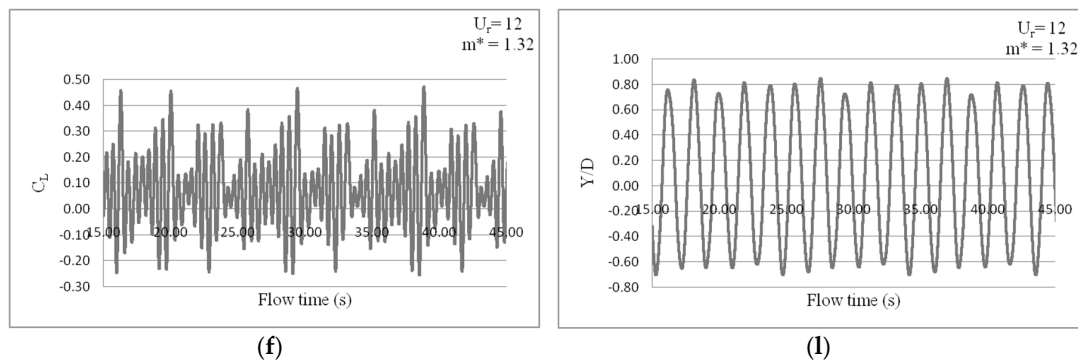 U_r= 12
m* = 1.32
0.50
0.40
0.30
0.20
0.10
0.00
-0.10
-0.20
-0.30
C_L
15.00 20.00 25.00 30.00 35.00 40.00 45.00
Flow time (s)
(f)
U_r= 12
m* = 1.32
1.00
0.80
0.60
0.40
0.20
0.00
-0.20
-0.40
-0.60
-0.80
Y/D
15.00 20.00 25.00 30.00 35.00 40.00 45.00
Flow time (s)
(l)